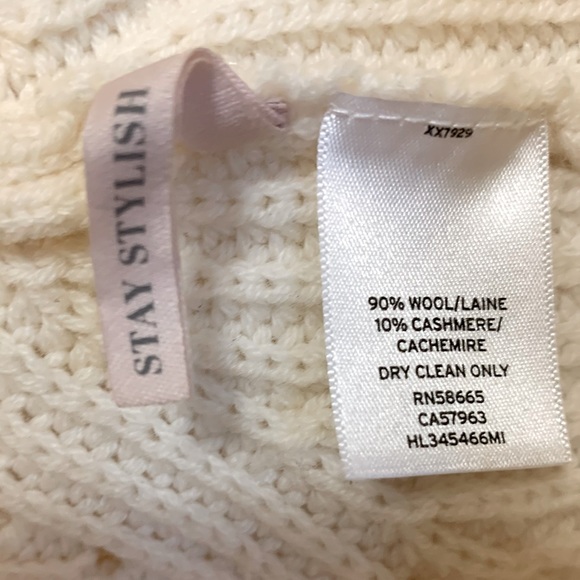 STAY STYLISH
XX7929
90% WOOL/LAINE
10% CASHMERE/
CACHEMIRE
DRY CLEAN ONLY
RN58665
CA57963
HL345466MI